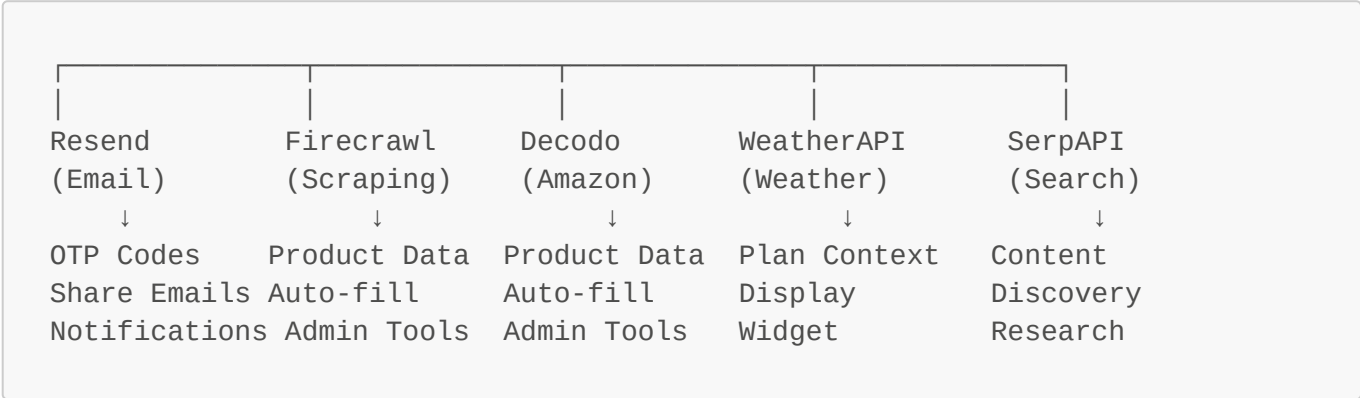 Resend Firecrawl Decodo WeatherAPI SerpAPI
(Email) (Scraping) (Amazon) (Weather) (Search)
↓ ↓ ↓ ↓ ↓
OTP Codes Product Data Product Data Plan Context Content
Share Emails Auto-fill Auto-fill Display Discovery
Notifications Admin Tools Admin Tools Widget Research